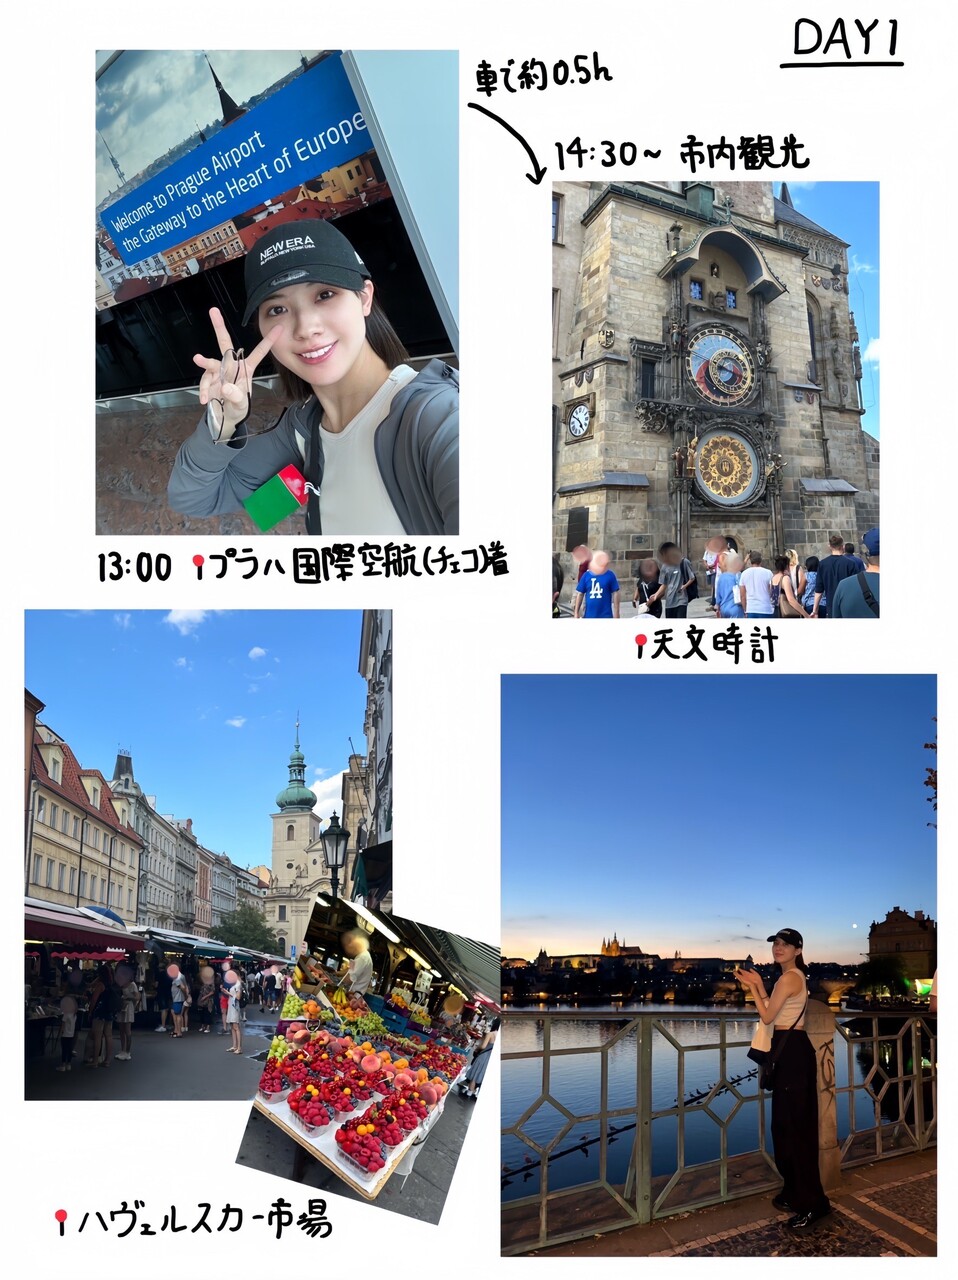 DAY1
車で約0.5h
14:30~ 市内観光
Welcome to Prague Airport
the Gateway to the Heart of Europe
NEW ERA
13:00 プラハ国際空航(チェコ)着
LA
天文時計
ハヴェルスカー市場